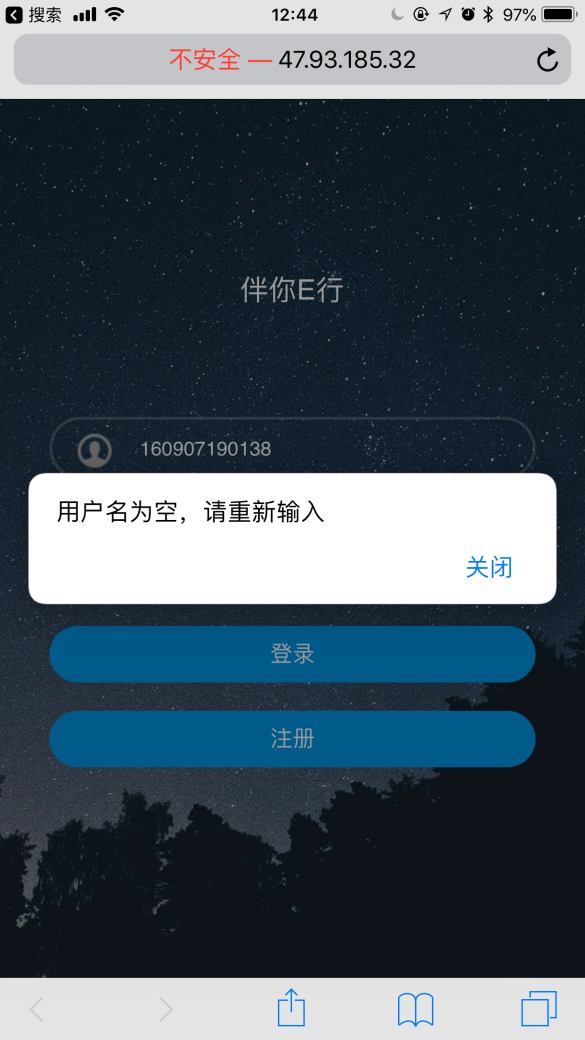 搜索 12:44 97%
不安全 — 47.93.185.32
伴你E行
160907190138
用户名为空，请重新输入
关闭
登录
注册